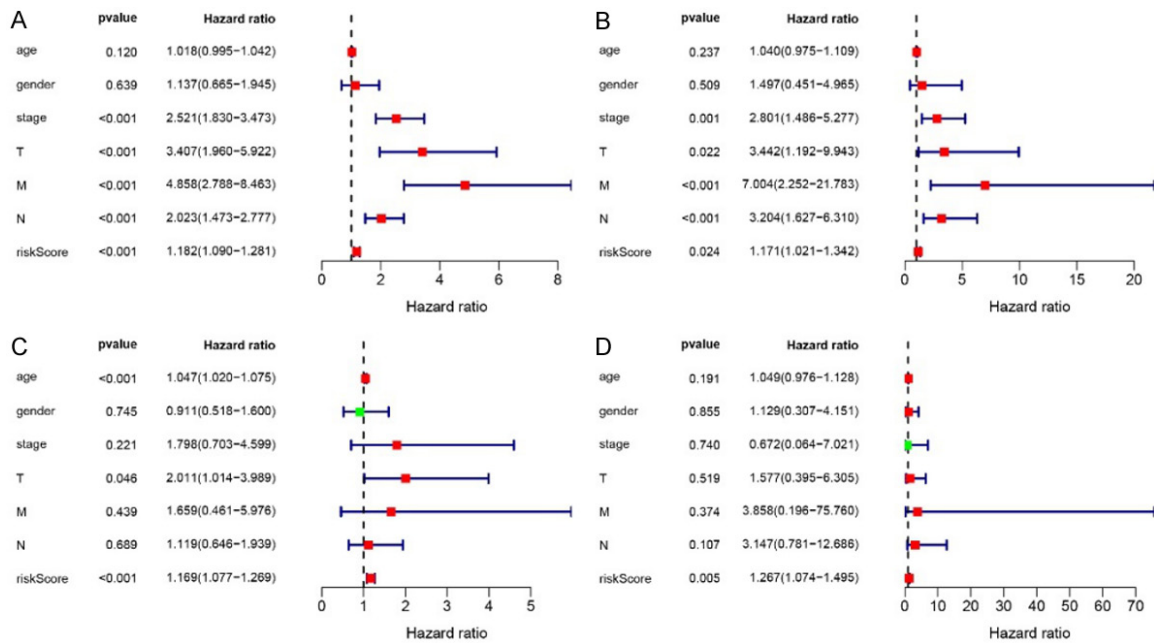 A
pvalue Hazard ratio
age 0.120 1.018(0.995−1.042)
gender 0.639 1.137(0.665−1.945)
stage <0.001 2.521(1.830−3.473)
T <0.001 3.407(1.960−5.922)
M <0.001 4.858(2.788−8.463)
N <0.001 2.023(1.473−2.777)
riskScore <0.001 1.182(1.090−1.281)
0 2 4 6 8
Hazard ratio
B
pvalue Hazard ratio
age 0.237 1.040(0.975−1.109)
gender 0.509 1.497(0.451−4.965)
stage 0.001 2.801(1.486−5.277)
T 0.022 3.442(1.192−9.943)
M <0.001 7.004(2.252−21.783)
N <0.001 3.204(1.627−6.310)
riskScore 0.024 1.171(1.021−1.342)
0 5 10 15 20
Hazard ratio
C
pvalue Hazard ratio
age <0.001 1.047(1.020−1.075)
gender 0.745 0.911(0.518−1.600)
stage 0.221 1.798(0.703−4.599)
T 0.046 2.011(1.014−3.989)
M 0.439 1.659(0.461−5.976)
N 0.689 1.119(0.646−1.939)
riskScore <0.001 1.169(1.077−1.269)
0 1 2 3 4 5
Hazard ratio
D
pvalue Hazard ratio
age 0.191 1.049(0.976−1.128)
gender 0.855 1.129(0.307−4.151)
stage 0.740 0.672(0.064−7.021)
T 0.519 1.577(0.395−6.305)
M 0.374 3.858(0.196−75.760)
N 0.107 3.147(0.781−12.686)
riskScore 0.005 1.267(1.074−1.495)
0 10 20 30 40 50 60 70
Hazard ratio